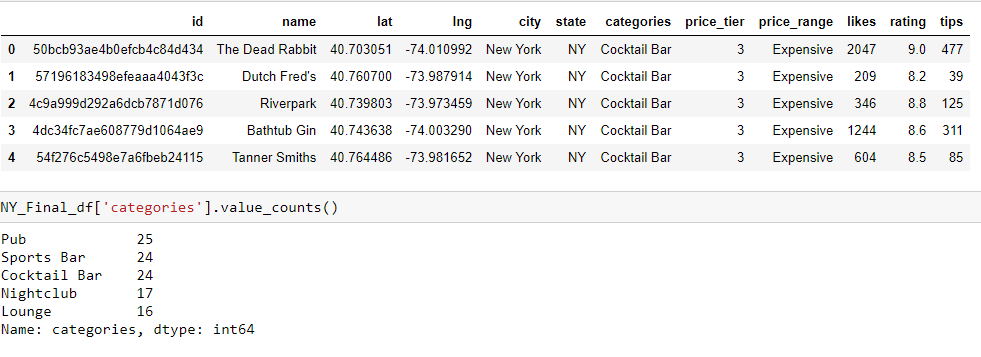 id name lat lng city state categories price_tier price_range likes rating tips
0 50bcb93ae4b0efcb4c84d434 The Dead Rabbit 40.703051 -74.010992 New York NY Cocktail Bar 3 Expensive 2047 9.0 477
1 57196183498efeaaa4043f3c Dutch Fred's 40.760700 -73.987914 New York NY Cocktail Bar 3 Expensive 209 8.2 39
2 4c9a999d292a6dcb7871d076 Riverpark 40.739803 -73.973459 New York NY Cocktail Bar 3 Expensive 346 8.8 125
3 4dc34fc7ae608779d1064ae9 Bathtub Gin 40.743638 -74.003290 New York NY Cocktail Bar 3 Expensive 1244 8.6 311
4 54f276c5498e7a6fbeb24115 Tanner Smiths 40.764486 -73.981652 New York NY Cocktail Bar 3 Expensive 604 8.5 85
NY_Final_df['categories'].value_counts()
Pub 25
Sports Bar 24
Cocktail Bar 24
Nightclub 17
Lounge 16
Name: categories, dtype: int64